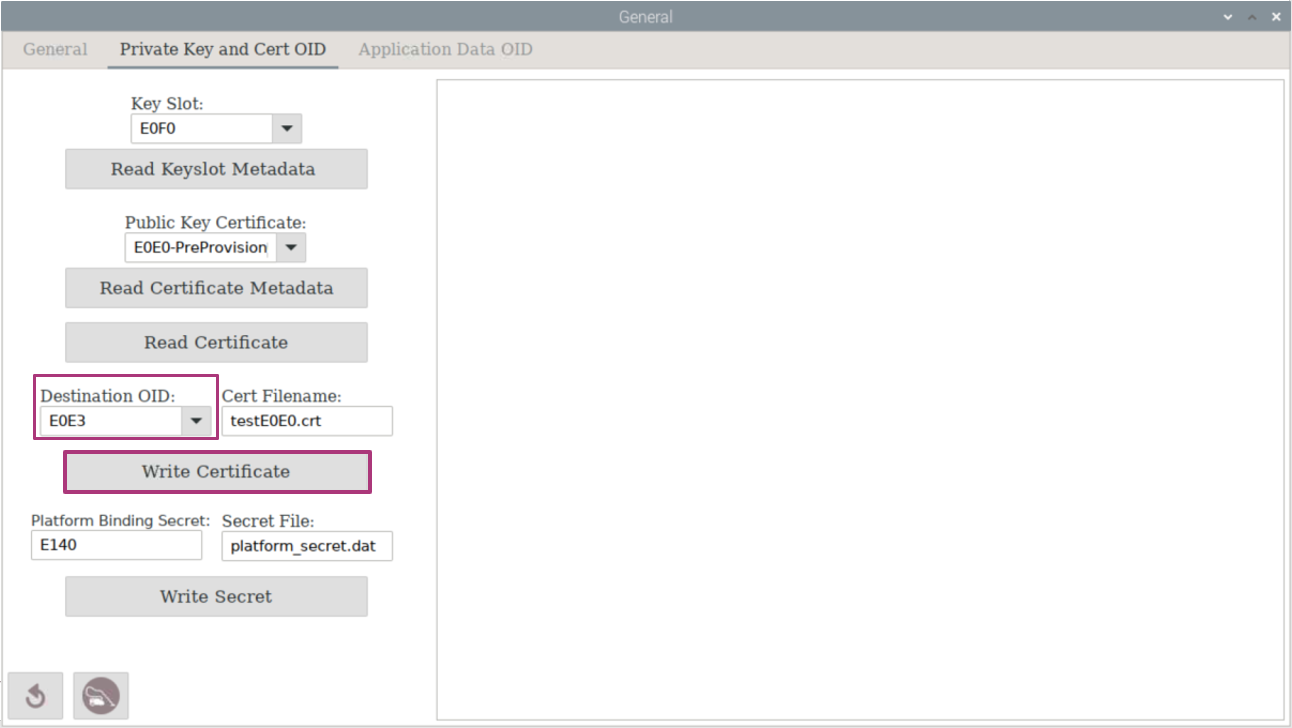 General
General Private Key and Cert OID Application Data OID
Key Slot:
E0F0
Read Keyslot Metadata
Public Key Certificate:
E0E0-PreProvision
Read Certificate Metadata
Read Certificate
Destination OID: Cert Filename:
E0E3 testE0E0.crt
Write Certificate
Platform Binding Secret: Secret File:
E140 platform_secret.dat
Write Secret